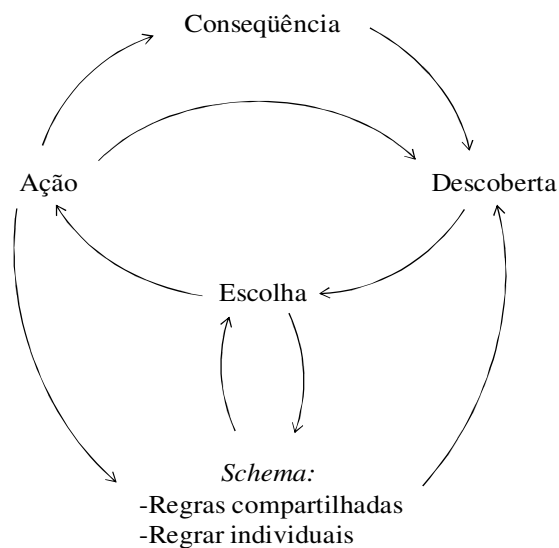 Conseqüência
Ação
Descoberta
Escolha
Schema:
-Regras compartilhadas
-Regrar individuais